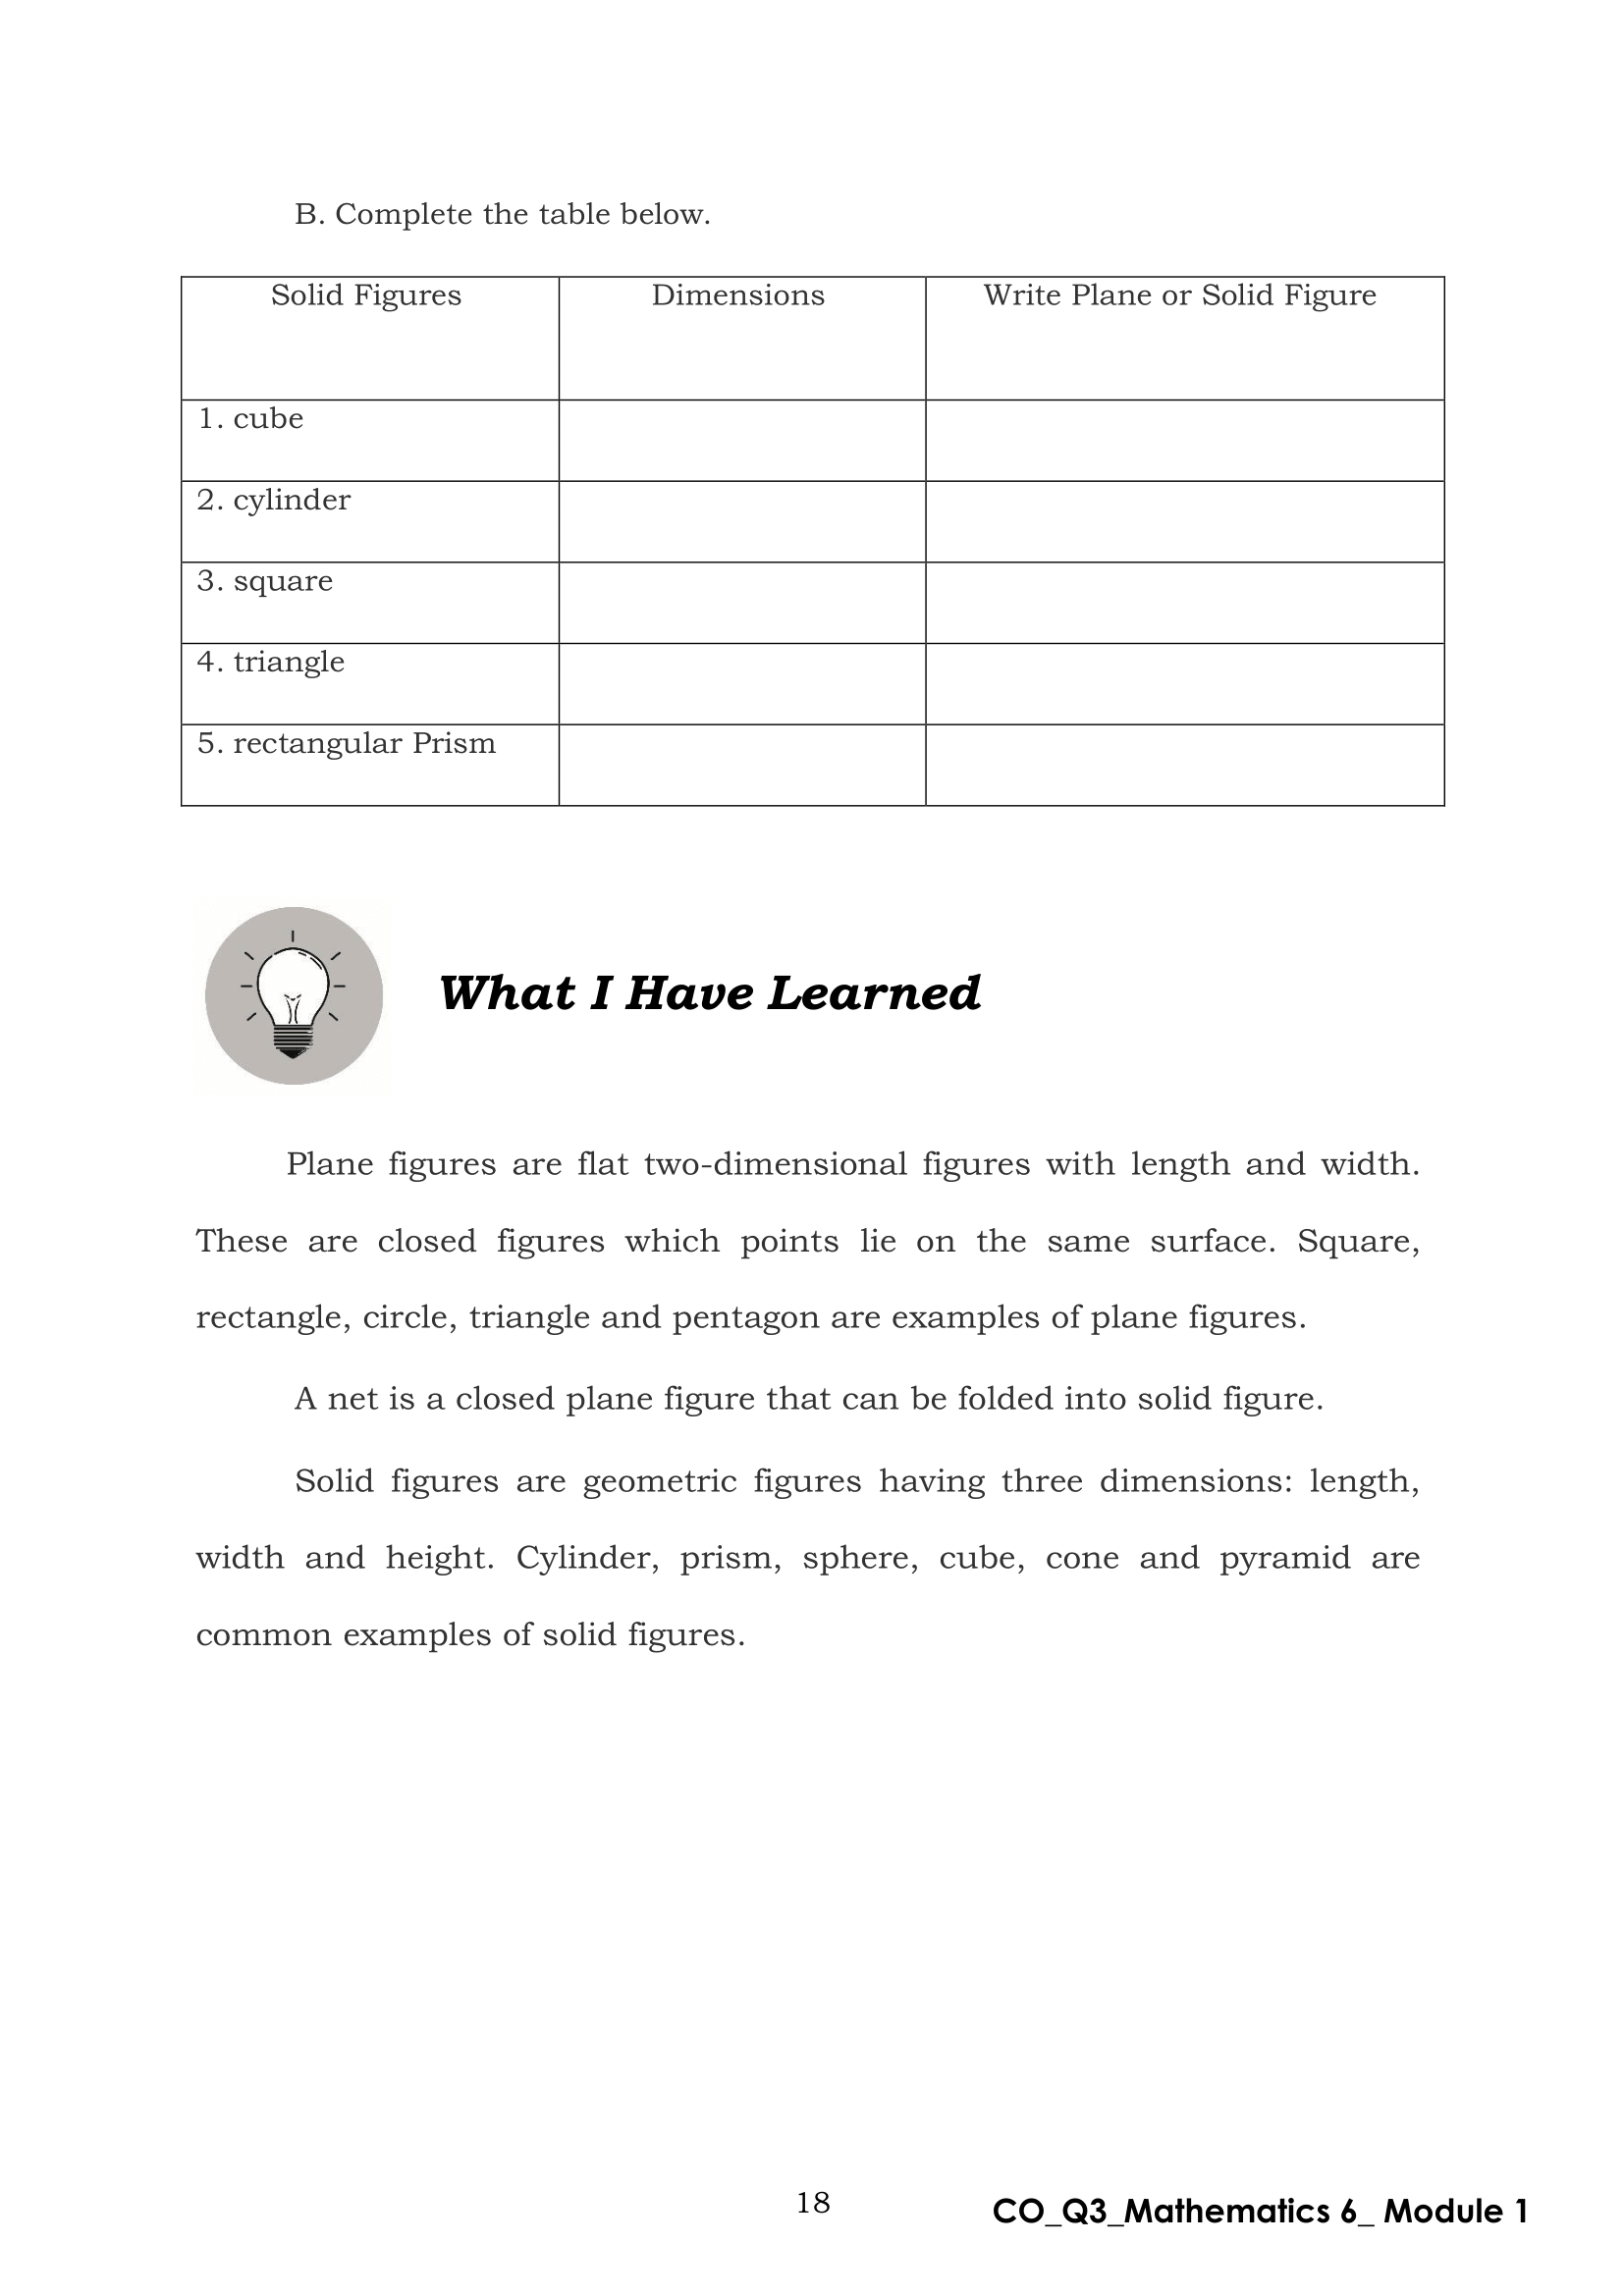 B. Complete the table below.
Solid Figures Dimensions Write Plane or Solid Figure
1. cube
2. cylinder
3. square
4. triangle
5. rectangular Prism
What I Have Learned
Plane figures are flat two-dimensional figures with length and width.
These are closed figures which points lie on the same surface. Square,
rectangle, circle, triangle and pentagon are examples of plane figures.
A net is a closed plane figure that can be folded into solid figure.
Solid figures are geometric figures having three dimensions: length,
width and height. Cylinder, prism, sphere, cube, cone and pyramid are
common examples of solid figures.
18 CO_Q3_Mathematics 6_ Module 1